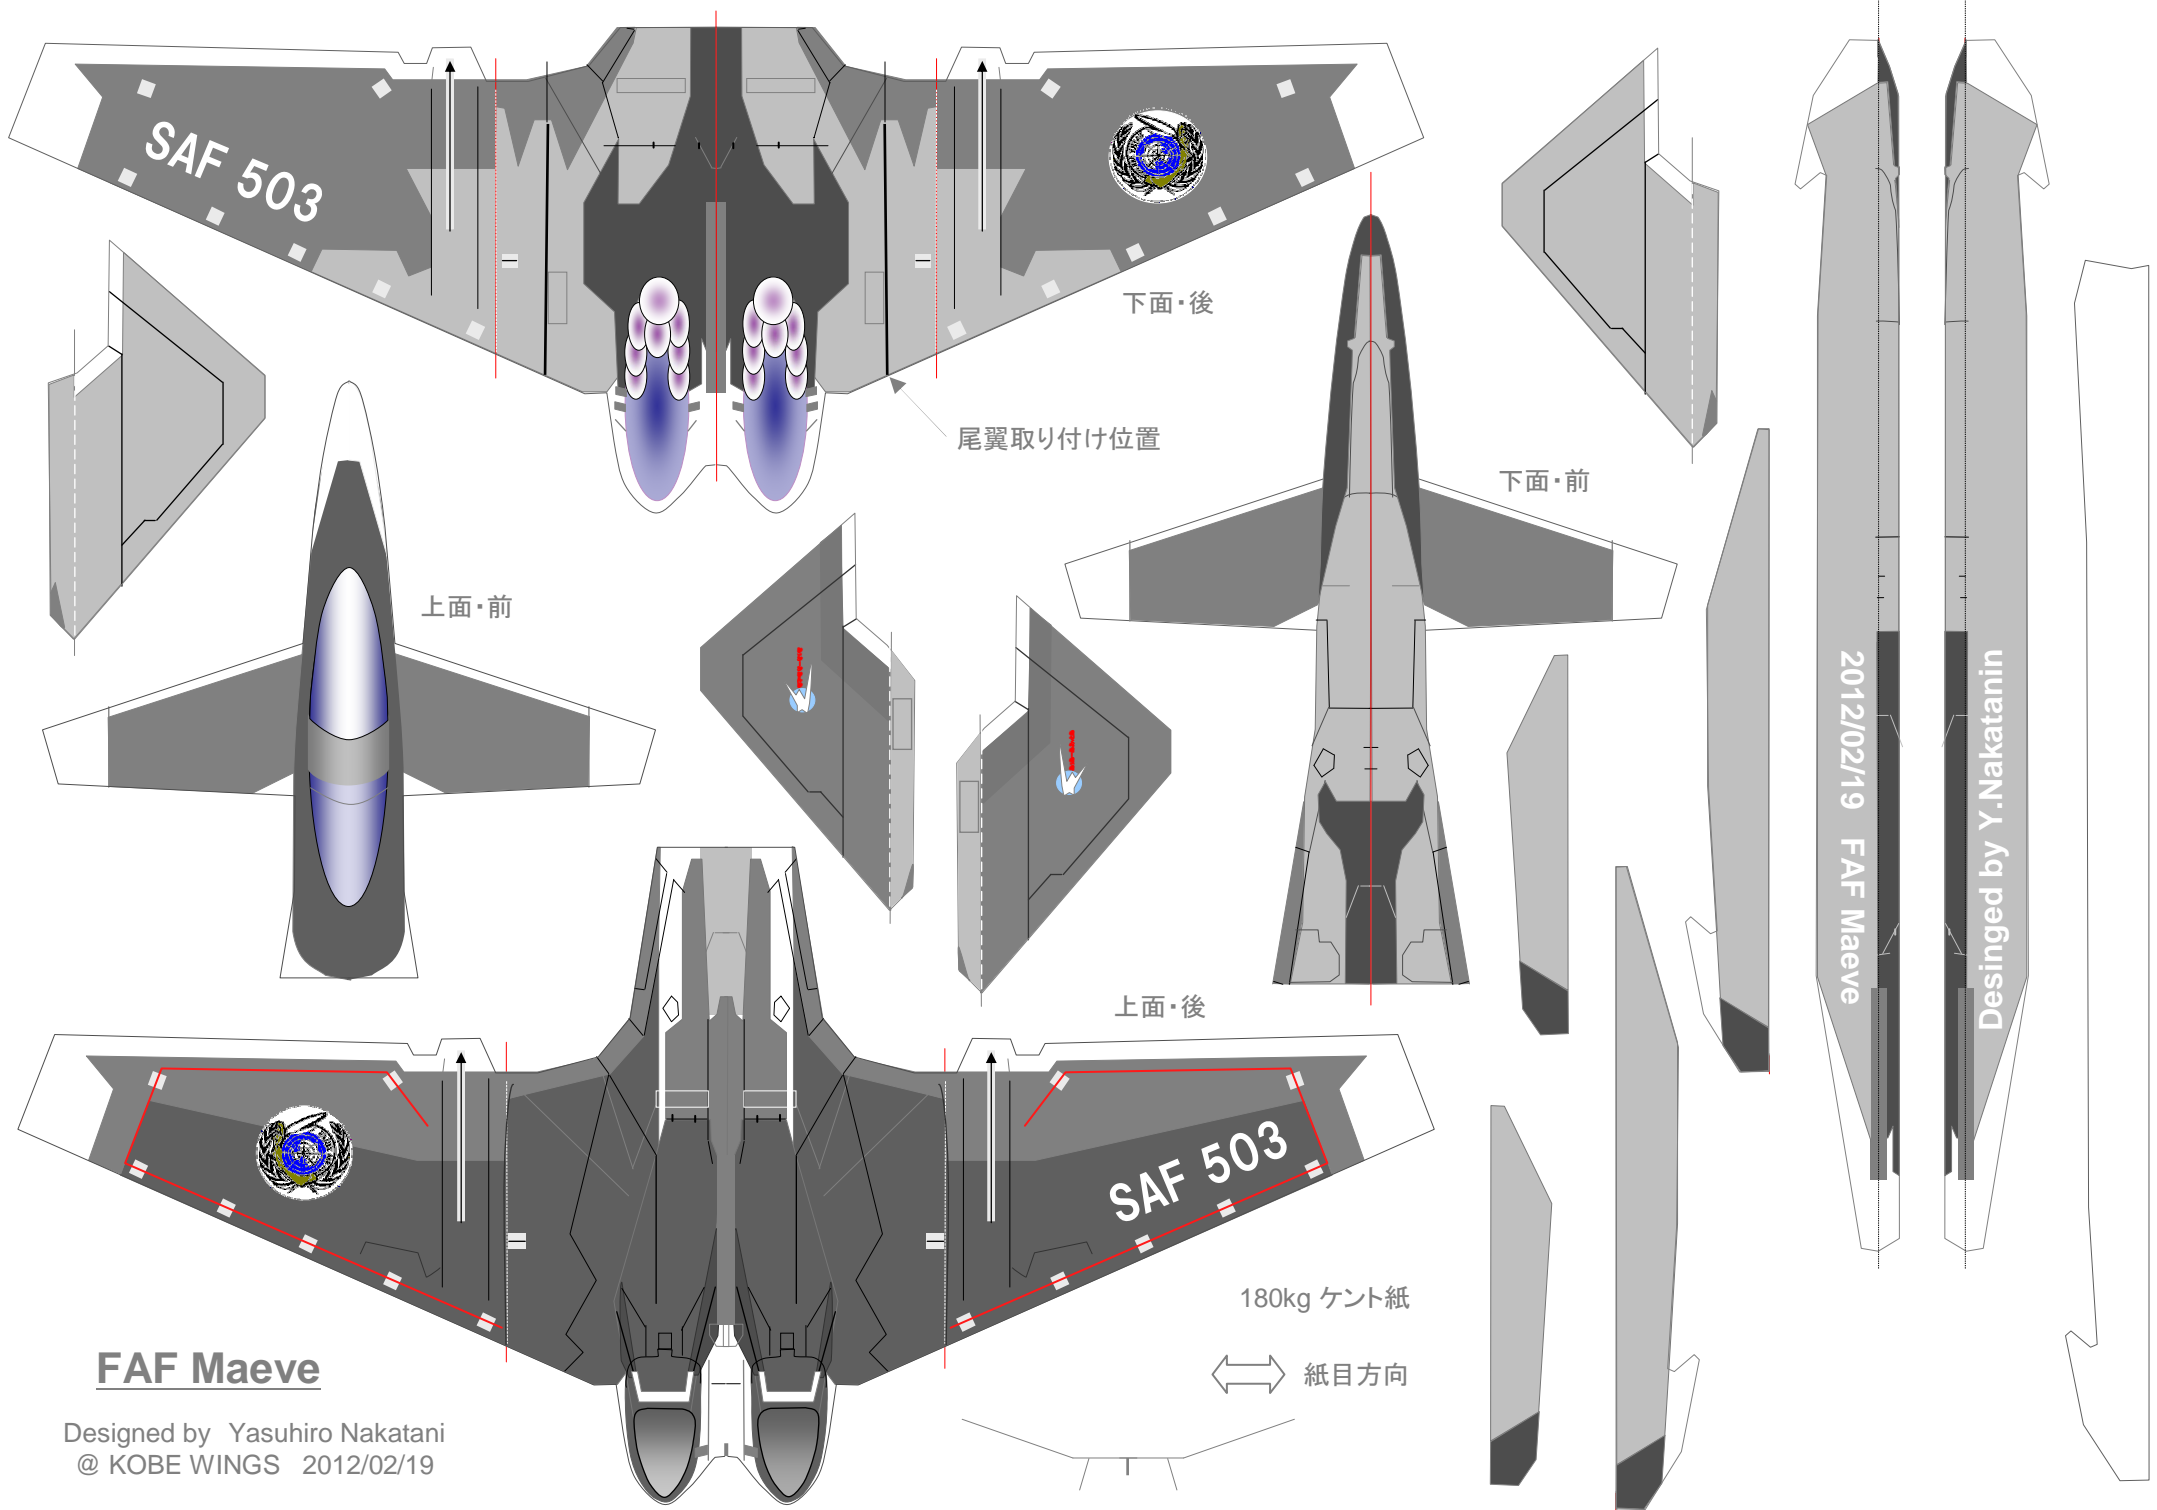 SAF 503
下面・後
尾翼取り付け位置
下面・前
上面・前
2012/02/19 FAF Maeve
Desinged by Y.Nakatanin
上面・後
SAF 503
180kg ケント紙
紙目方向
FAF Maeve
Designed by Yasuhiro Nakatani
@ KOBE WINGS 2012/02/19